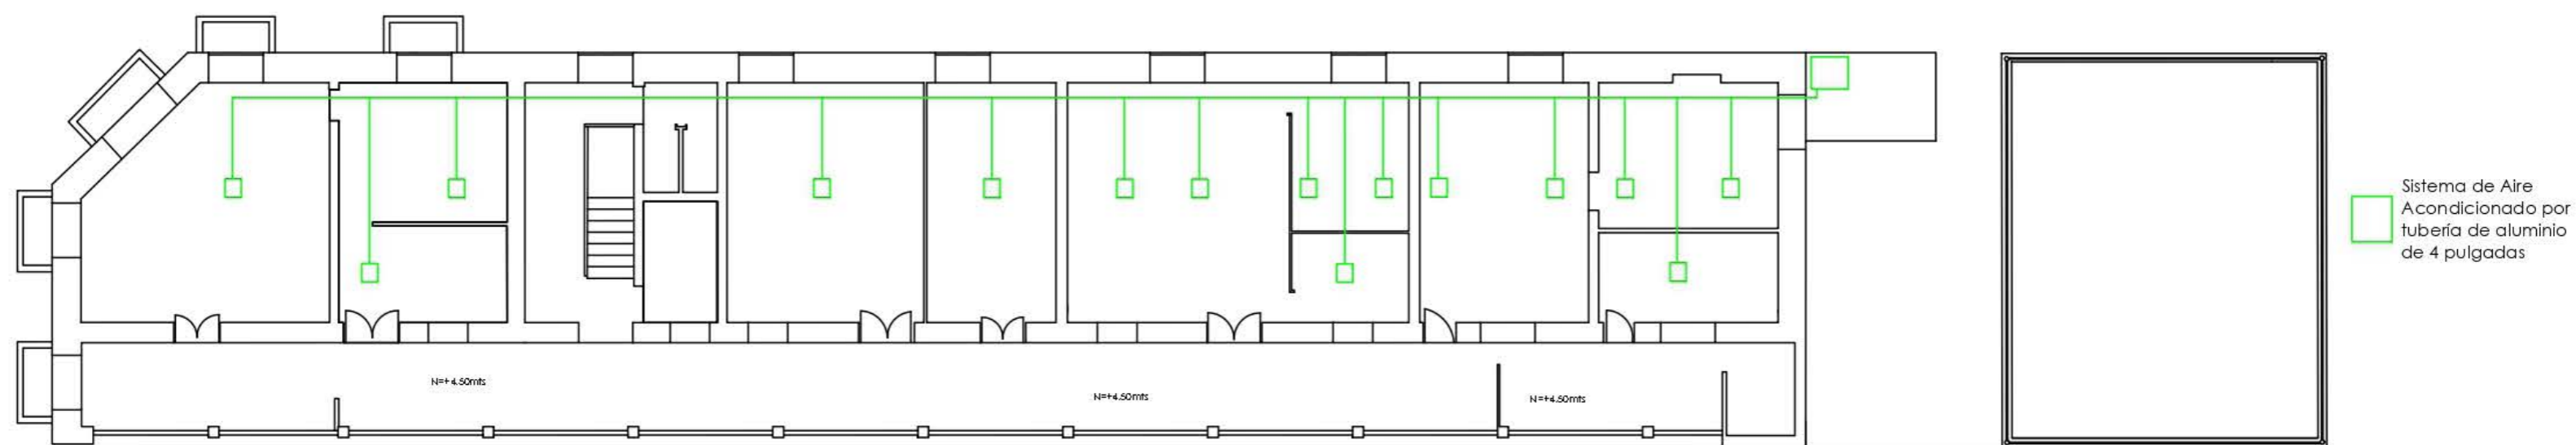 Sistema de Aire
Acondicionado por
tubería de aluminio
de 4 pulgadas
N=+4.50mts
N=+4.50mts
N=+4.50mts